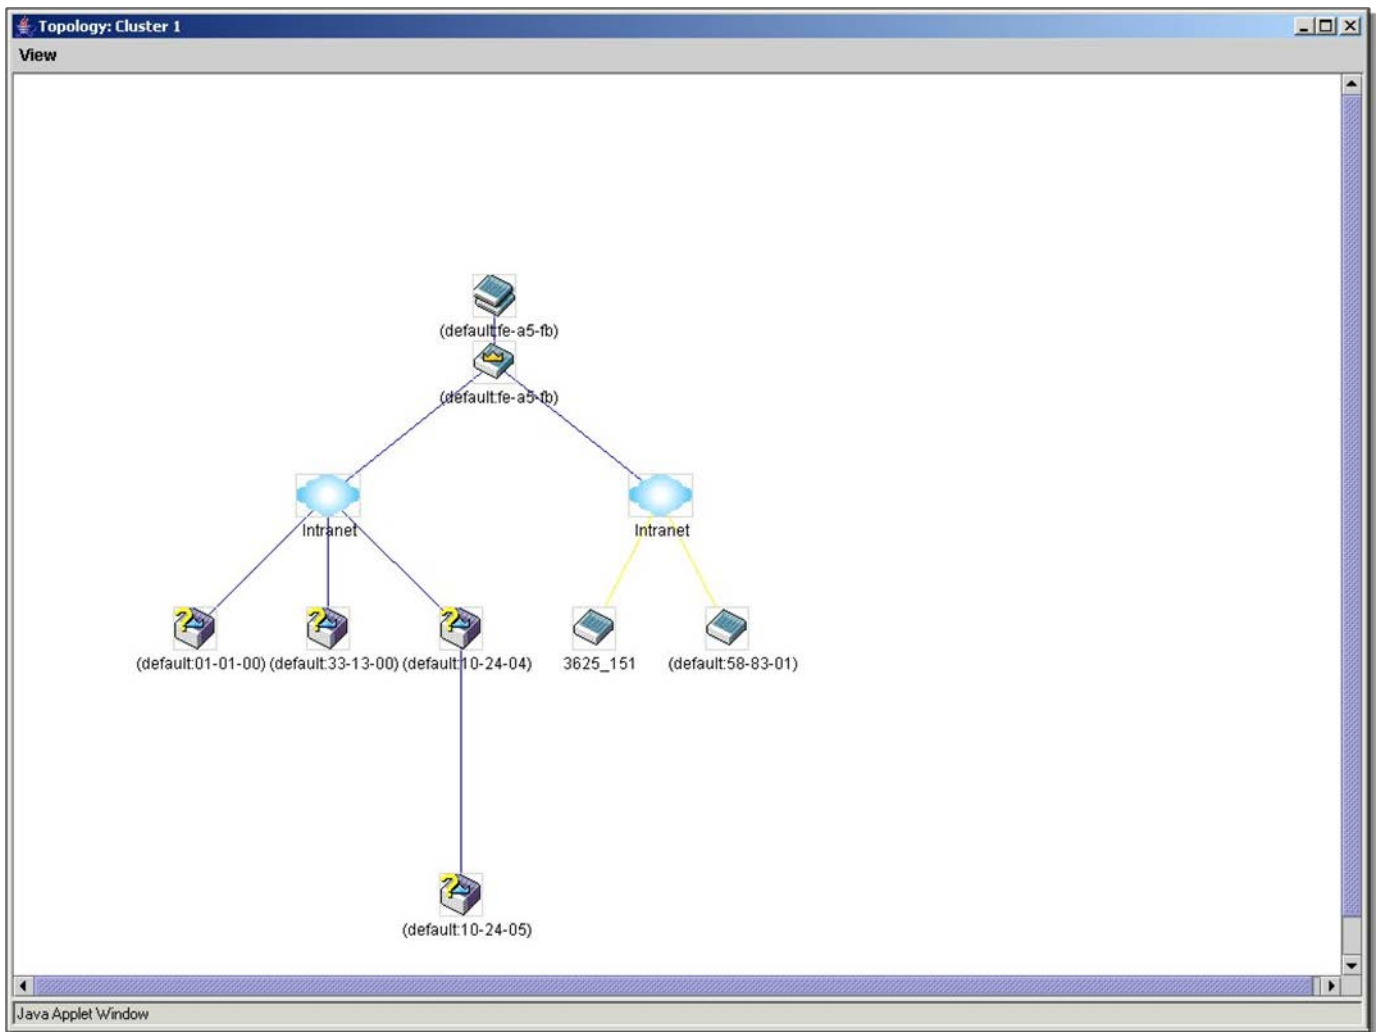 Topology: Cluster 1
View
(default:fe-a5-fb)
(default:fe-a5-fb)
Intranet
Intranet
(default:01-01-00)
(default:33-13-00)
(default:10-24-04)
3625_151
(default:58-83-01)
(default:10-24-05)
Java Applet Window